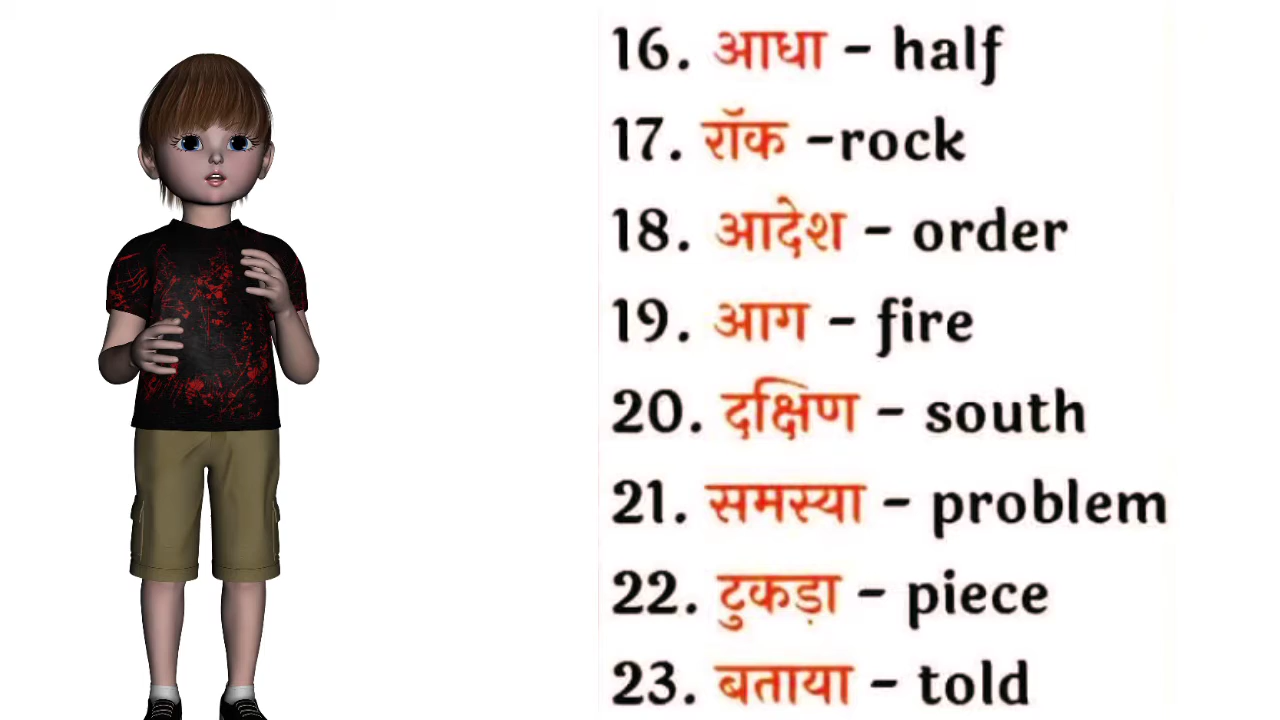 16. आधा - half
17. रॉक -rock
18. आदेश - order
19. आग - fire
20. दक्षिण - south
21. समस्या - problem
22. टुकड़ा - piece
23. बताया - told